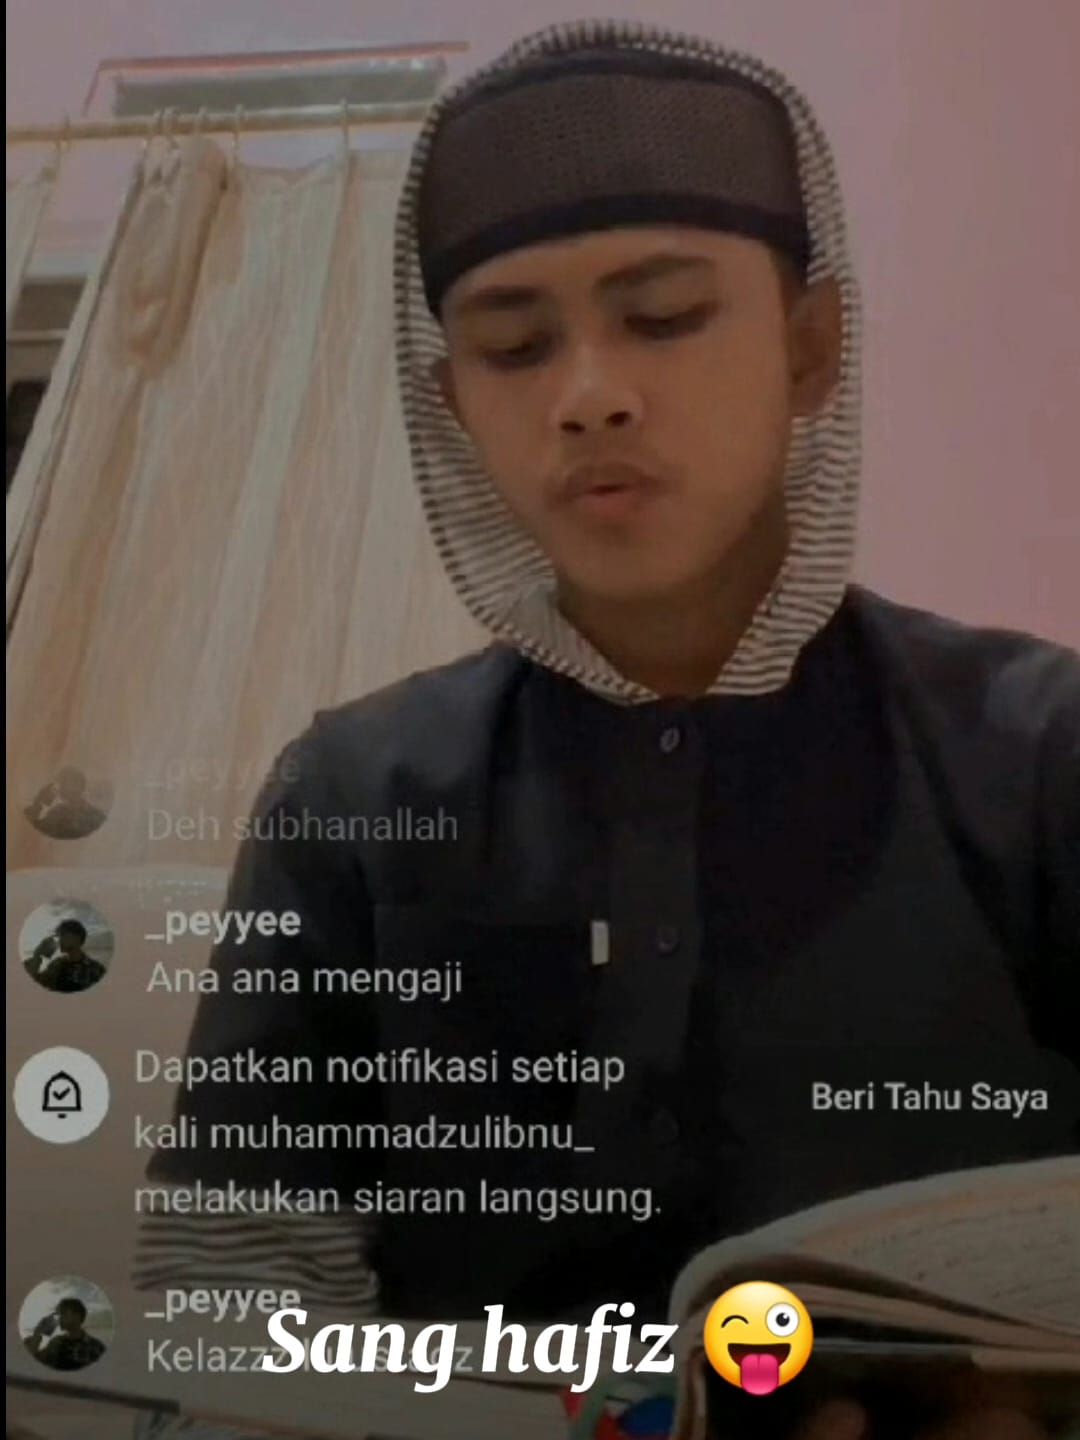 _peyyee
Deh subhanallah
_peyyee
Ana ana mengaji
Dapatkan notifikasi setiap
kali muhammadzulibnu_
melakukan siaran langsung.
Beri Tahu Saya
_peyyee
Sang hafiz 😜